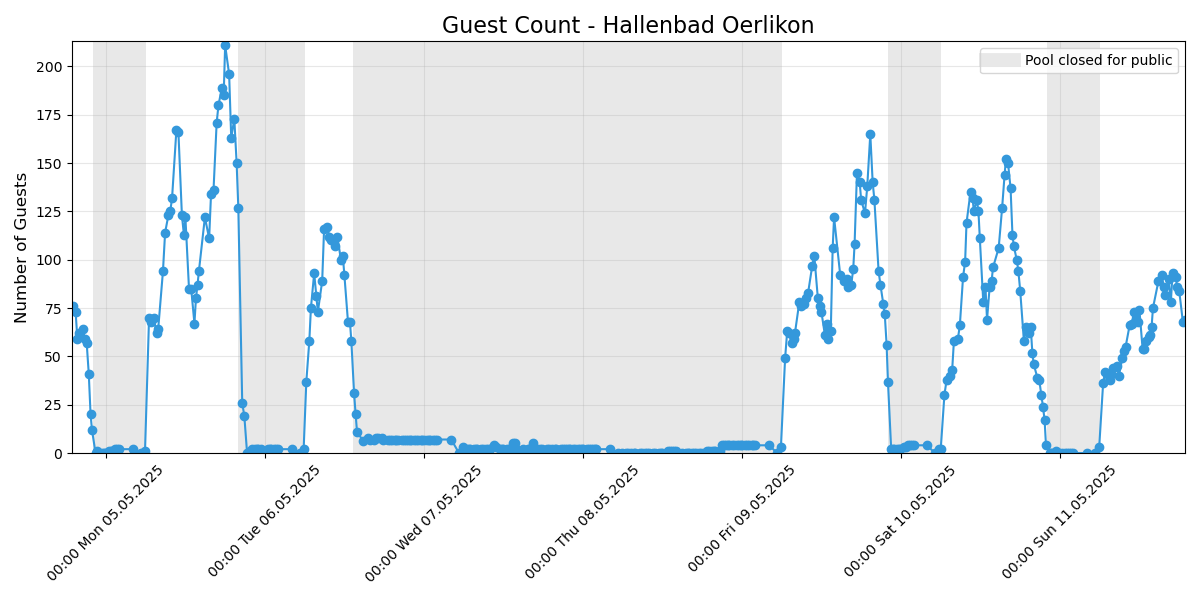 Guest Count - Hallenbad Oerlikon
Pool closed for public
Number of Guests
200
175
150
125
100
75
50
25
0
00:00 Mon 05.05.2025
00:00 Tue 06.05.2025
00:00 Wed 07.05.2025
00:00 Thu 08.05.2025
00:00 Fri 09.05.2025
00:00 Sat 10.05.2025
00:00 Sun 11.05.2025